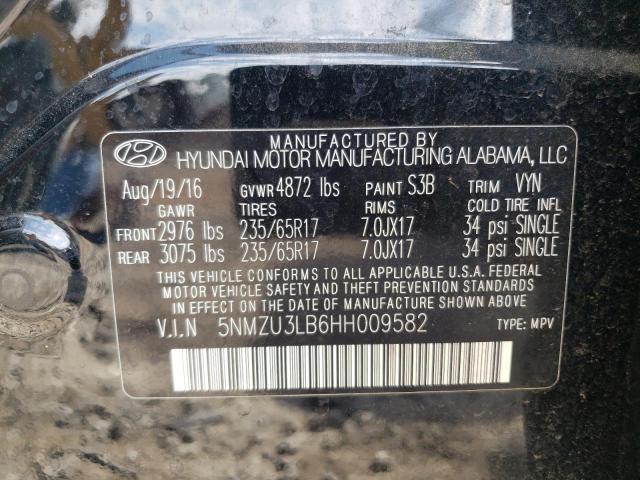 MANUFACTURED BY
HYUNDAI MOTOR MANUFACTURING ALABAMA, LLC
Aug/19/16 GVWR 4872 lbs PAINT S3B TRIM VYN
GAWR TIRES RIMS COLD TIRE INFL
FRONT 2976 lbs 235/65R17 7.0JX17 34 psi SINGLE
REAR 3075 lbs 235/65R17 7.0JX17 34 psi SINGLE
THIS VEHICLE CONFORMS TO ALL APPLICABLE U.S.A. FEDERAL
MOTOR VEHICLE SAFETY AND THEFT PREVENTION STANDARDS
IN EFFECT ON THE DATE OF MANUFACTURE SHOWN ABOVE.
V.I.N 5NMZU3LB6HH009582 TYPE: MPV